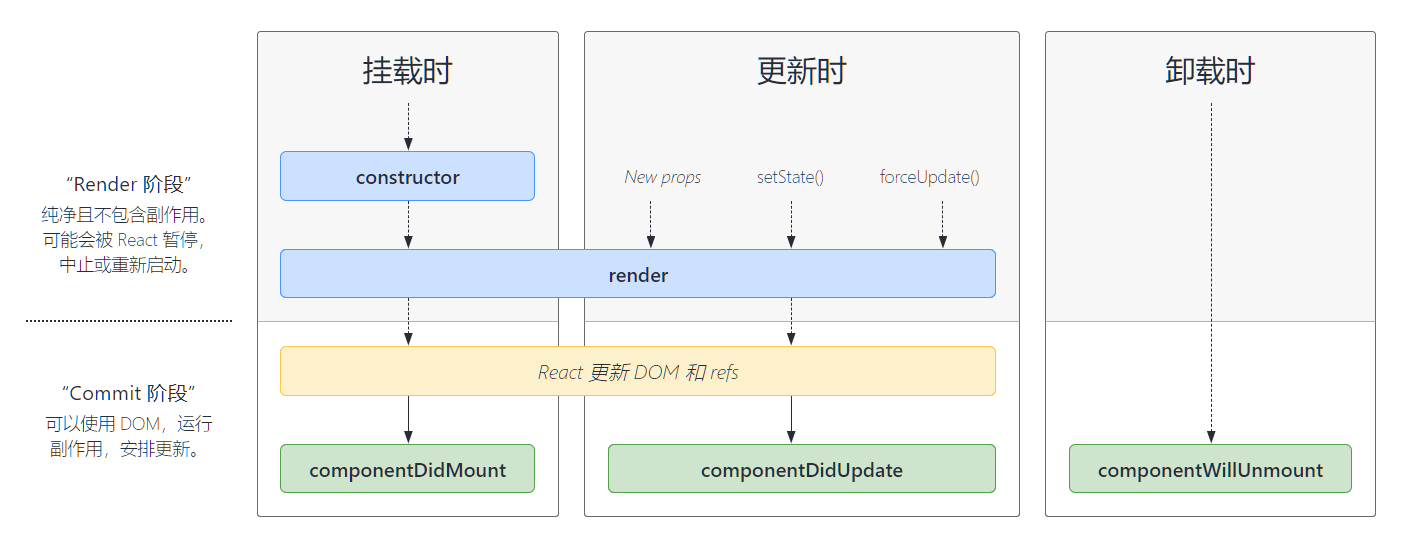 挂载时
更新时
卸载时
“Render 阶段”
纯净且不包含副作用。
可能会被 React 暂停，
中止或重新启动。
constructor
New props
setState()
forceUpdate()
render
“Commit 阶段”
可以使用 DOM，运行
副作用，安排更新。
React 更新 DOM 和 refs
componentDidMount
componentDidUpdate
componentWillUnmount